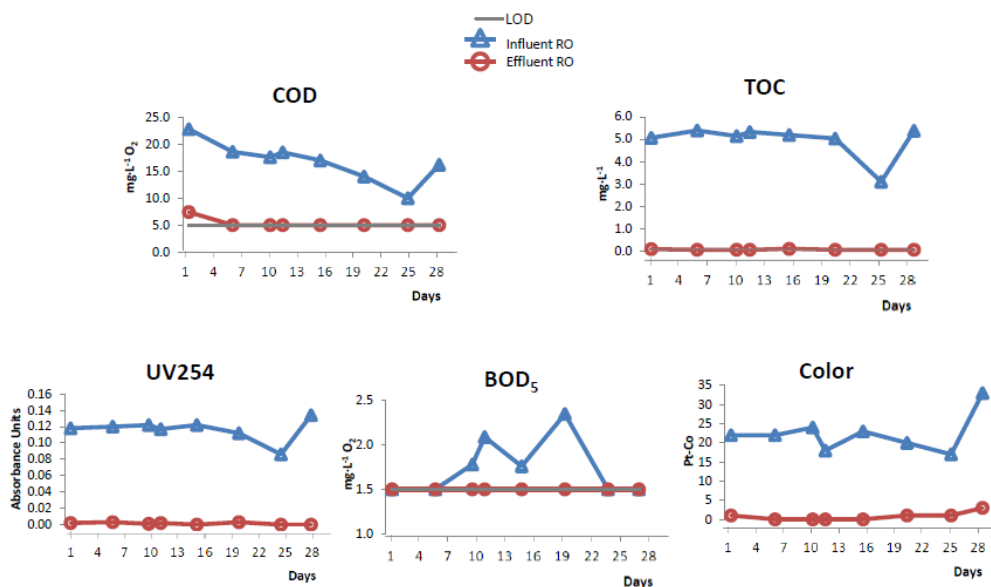 LOD
Influent RO
Effluent RO
COD
mg·L⁻¹ O₂
25.0
20.0
15.0
10.0
5.0
0.0
1 4 7 10 13 16 19 22 25 28
Days
TOC
mg·L⁻¹
6.0
5.0
4.0
3.0
2.0
1.0
0.0
1 4 7 10 13 16 19 22 25 28
Days
UV254
Absorbance Units
0.16
0.14
0.12
0.10
0.08
0.06
0.04
0.02
0.00
1 4 7 10 13 16 19 22 25 28
Days
BOD₅
mg·L⁻¹ O₂
2.5
2.0
1.5
1.0
1 4 7 10 13 16 19 22 25 28
Days
Color
Pt-Co
35
30
25
20
15
10
5
0
1 4 7 10 13 16 19 22 25 28
Days